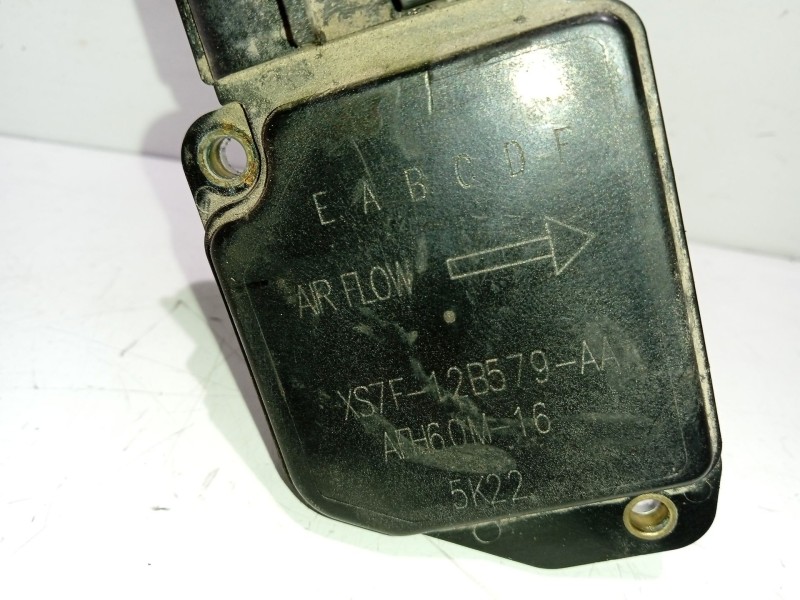 E A B C D F
AIR FLOW
XS7F-12B579-AA
AFH60M-16
5K22